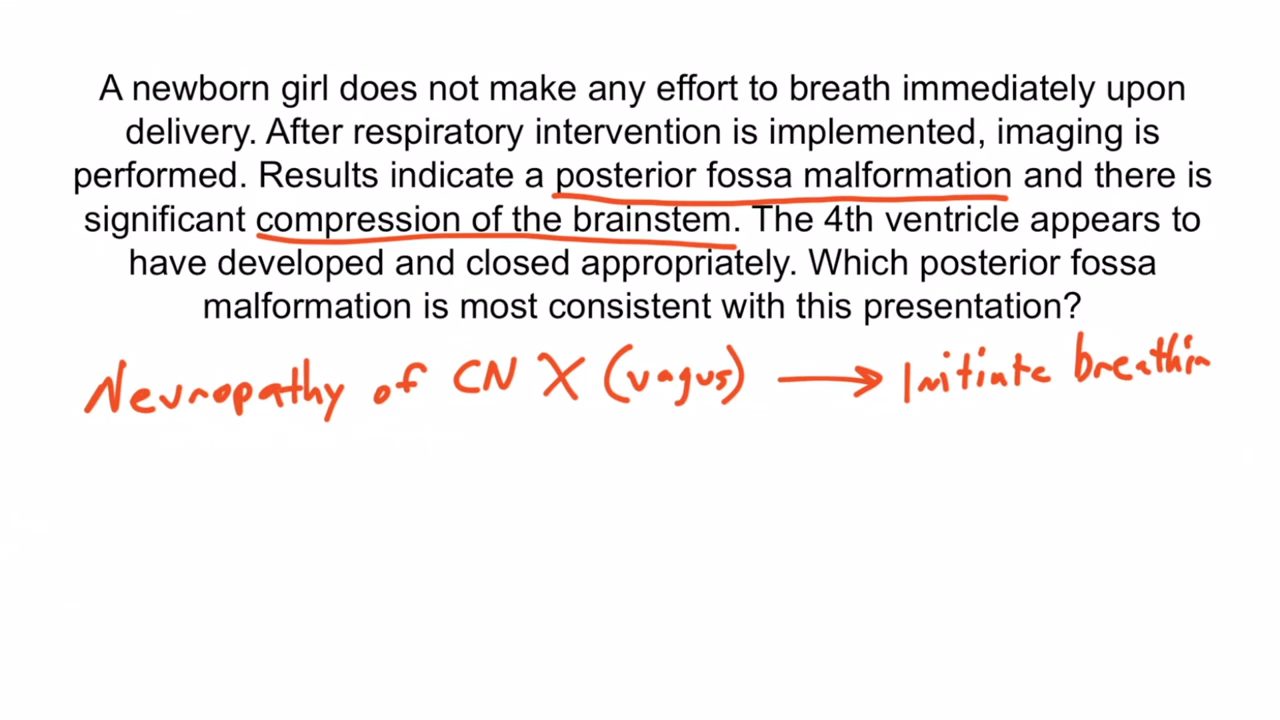 A newborn girl does not make any effort to breath immediately upon
delivery. After respiratory intervention is implemented, imaging is
performed. Results indicate a posterior fossa malformation and there is
significant compression of the brainstem. The 4th ventricle appears to
have developed and closed appropriately. Which posterior fossa
malformation is most consistent with this presentation?
Neuropathy of CN X (vagus) → Initiate breathin